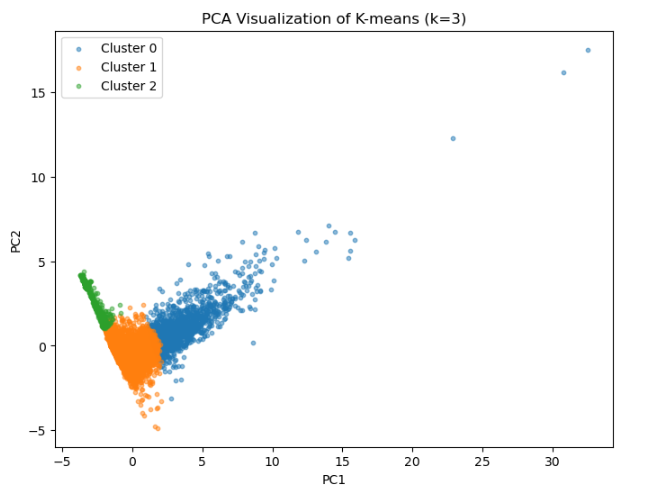 PCA Visualization of K-means (k=3)
Cluster 0
Cluster 1
Cluster 2
15
10
5
0
−5
PC2
−5
0
5
10
15
20
25
30
PC1